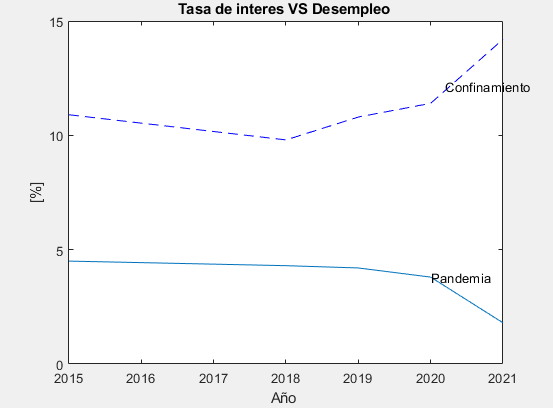 Tasa de interes VS Desempleo
15
10
5
0
[%]
Confinamiento
Pandemia
2015 2016 2017 2018 2019 2020 2021
Año